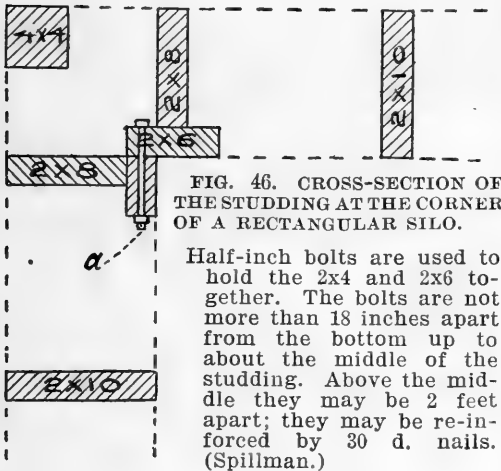 4x4
2x8
2x10
2x6
2x8
FIG. 46. CROSS-SECTION OF
THE STUDDING AT THE CORNER
OF A RECTANGULAR SILO.
a
Half-inch bolts are used to
hold the 2x4 and 2x6 to-
gether. The bolts are not
more than 18 inches apart
from the bottom up to
about the middle of the
studding. Above the mid-
dle they may be 2 feet
apart; they may be re-in-
forced by 30 d. nails.
(Spillman.)
2x10